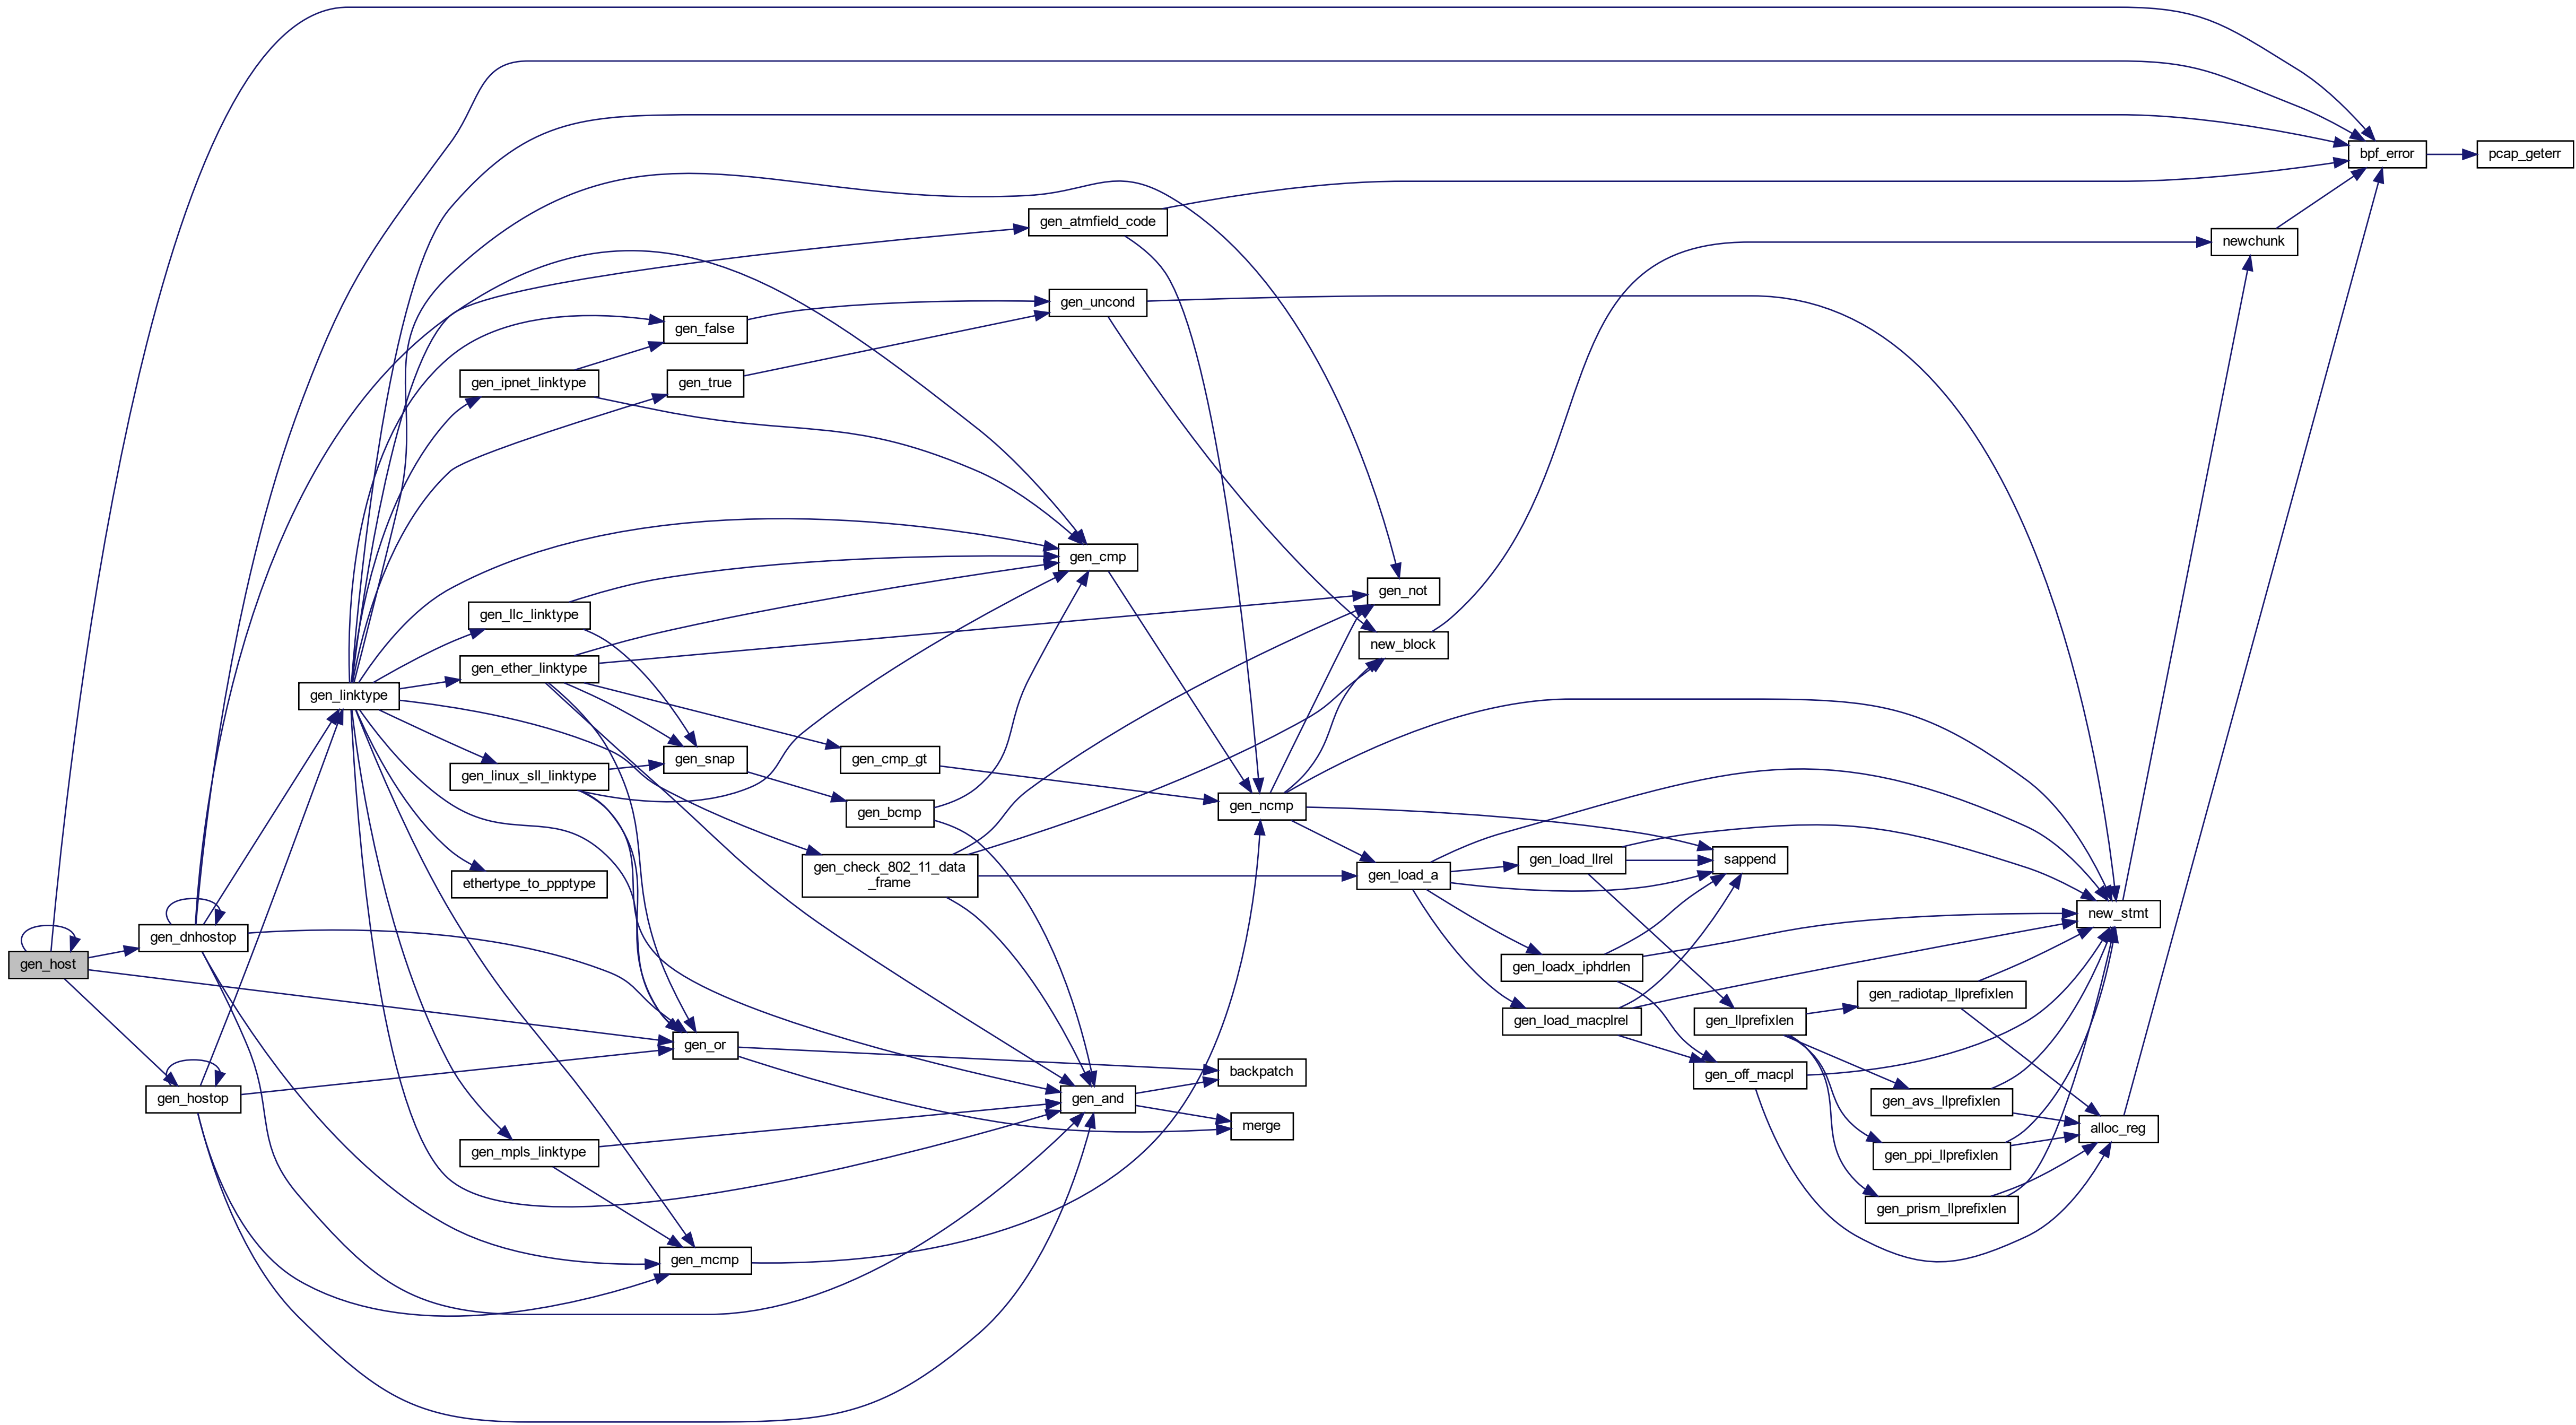 bpf_error
pcap_geterr
gen_atmfield_code
newchunk
gen_uncond
gen_false
gen_ipnet_linktype
gen_true
gen_cmp
gen_not
gen_llc_linktype
new_block
gen_ether_linktype
gen_linktype
gen_snap
gen_cmp_gt
gen_linux_sll_linktype
gen_ncmp
gen_bcmp
gen_load_llrel
sappend
gen_check_802_11_data
_frame
gen_load_a
ethertype_to_ppptype
new_stmt
gen_dnhostop
gen_host
gen_loadx_iphdrlen
gen_radiotap_llprefixlen
gen_load_macplrel
gen_llprefixlen
gen_or
backpatch
gen_off_macpl
gen_hostop
gen_and
gen_avs_llprefixlen
merge
alloc_reg
gen_mpls_linktype
gen_ppi_llprefixlen
gen_prism_llprefixlen
gen_mcmp